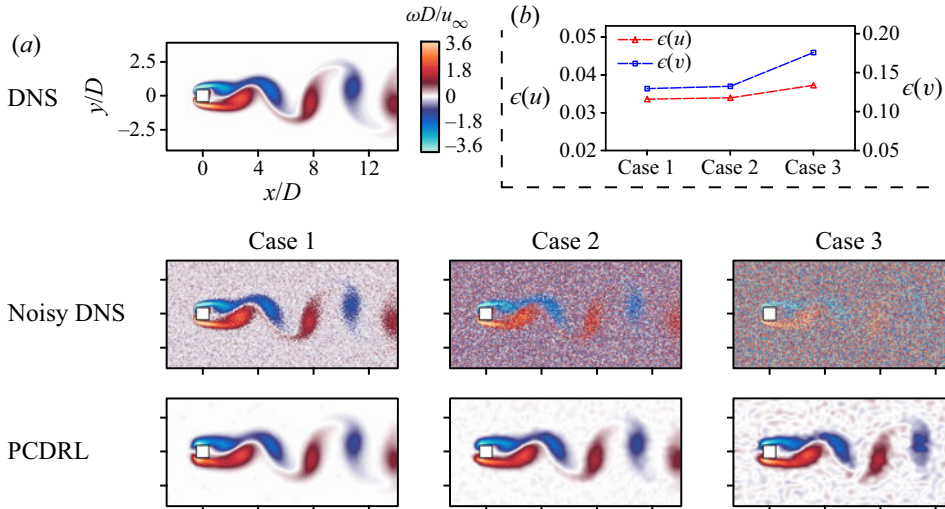 (a)
DNS
y/D
2.5
0
−2.5
0 4 8 12
x/D
ωD/u∞
3.6
1.8
0
−1.8
−3.6
(b)
ϵ(u)
0.05
0.04
0.03
0.02
ϵ(u)
ϵ(v)
0.20
0.15
0.10
0.05
ϵ(v)
Case 1 Case 2 Case 3
Case 1 Case 2 Case 3
Noisy DNS
PCDRL